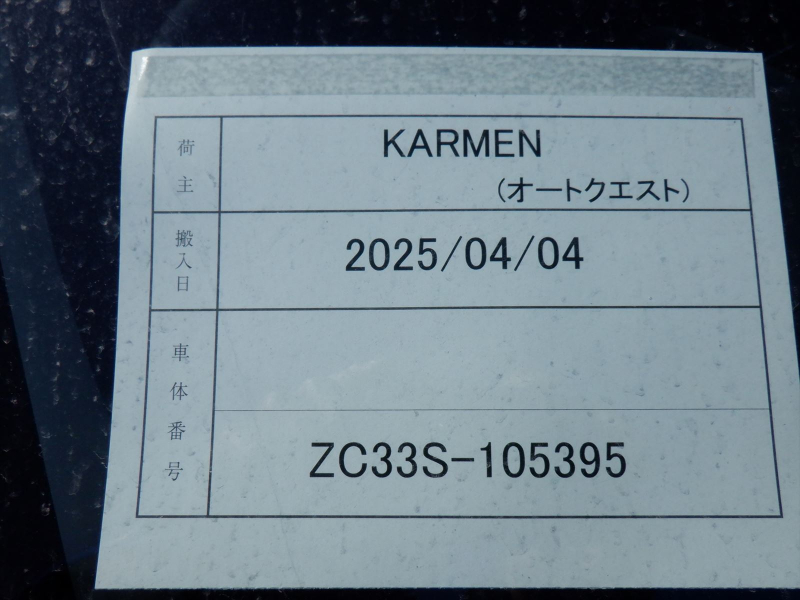 荷主
KARMEN
(オートクエスト)
搬入日
2025/04/04
車体番号
ZC33S-105395